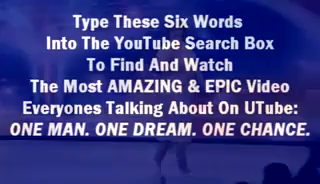 Type These Six Words
Into The YouTube Search Box
To Find And Watch
The Most AMAZING & EPIC Video
Everyones Talking About On UTube:
ONE MAN. ONE DREAM. ONE CHANCE.